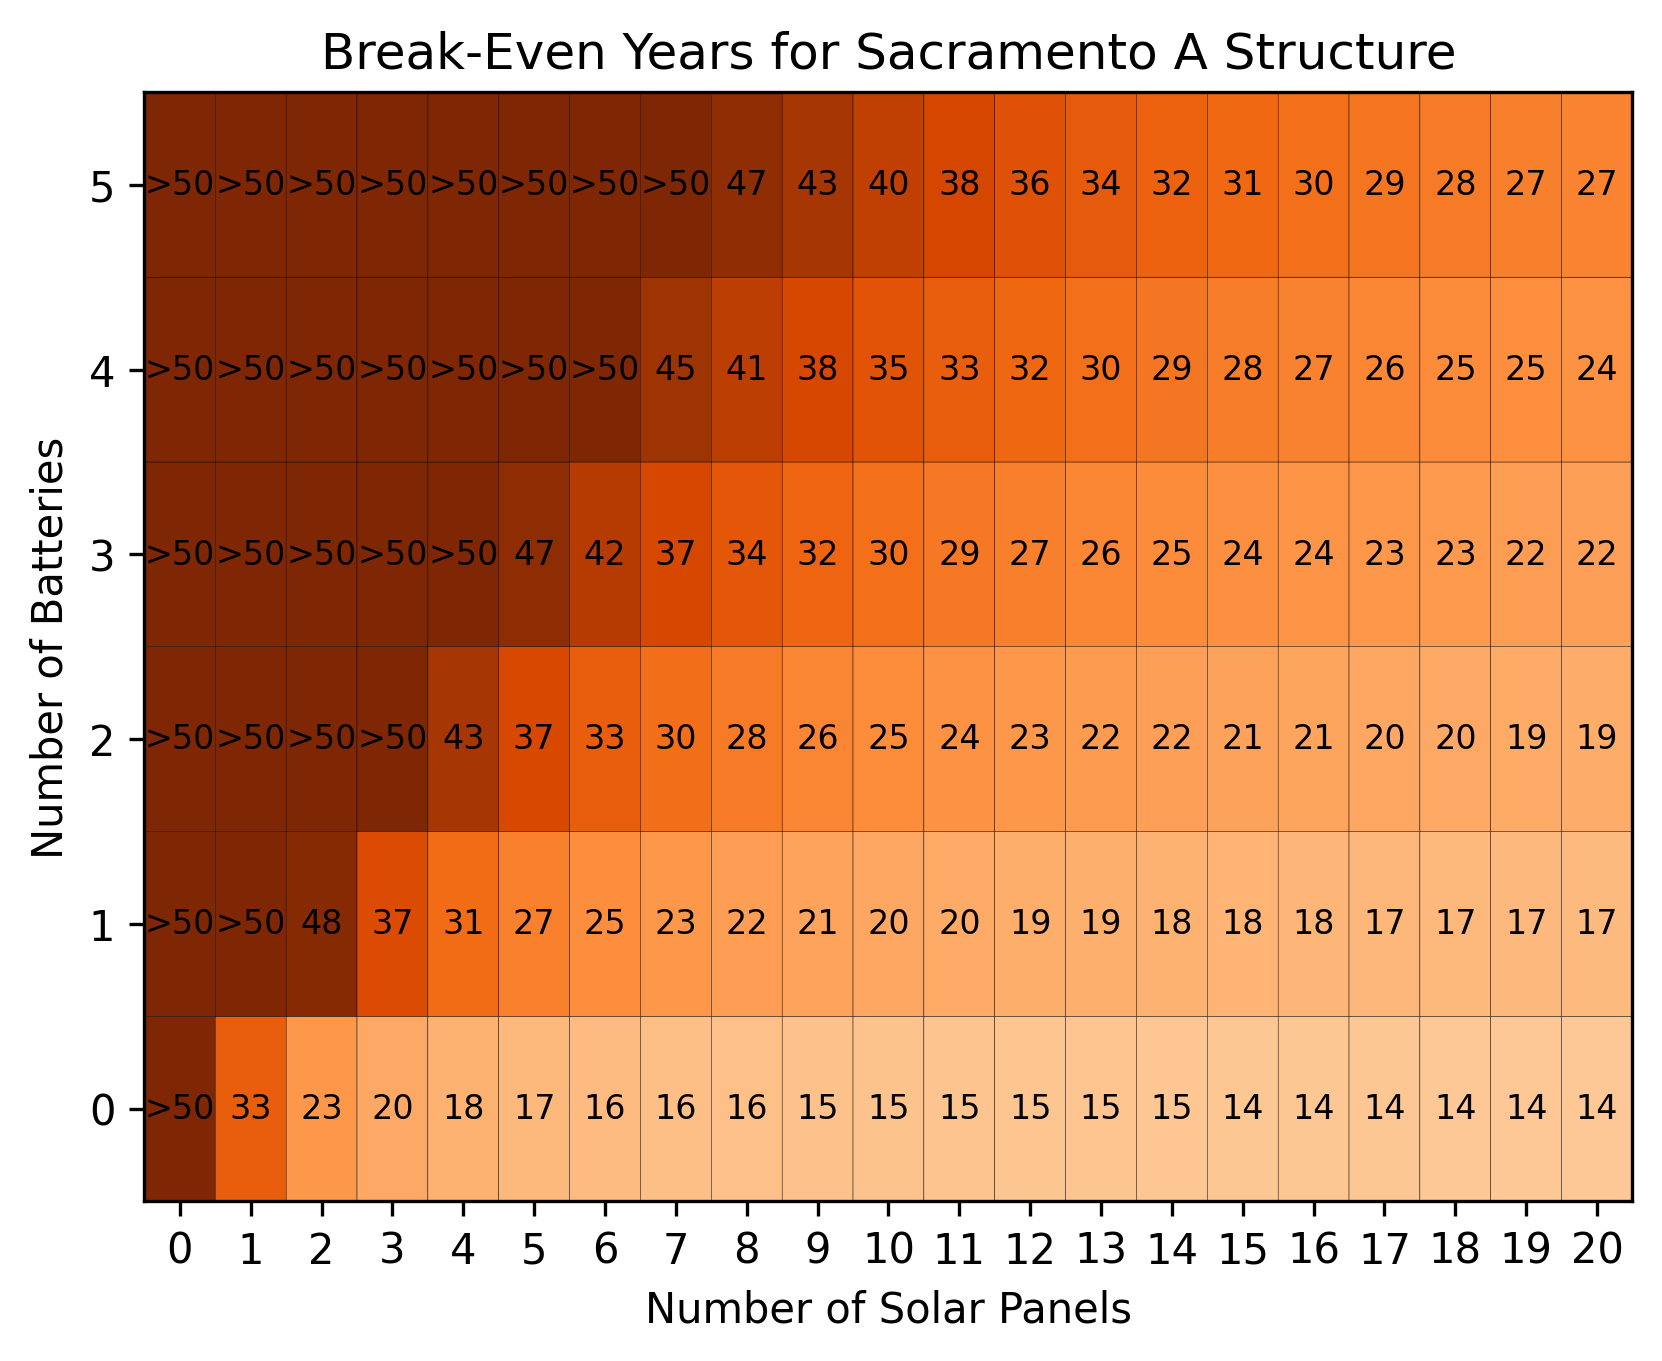 Break-Even Years for Sacramento A Structure
Number of Batteries
5 >50 >50 >50 >50 >50 >50 >50 >50 47 43 40 38 36 34 32 31 30 29 28 27 27
4 >50 >50 >50 >50 >50 >50 >50 45 41 38 35 33 32 30 29 28 27 26 25 25 24
3 >50 >50 >50 >50 >50 47 42 37 34 32 30 29 27 26 25 24 24 23 23 22 22
2 >50 >50 >50 >50 43 37 33 30 28 26 25 24 23 22 22 21 21 20 20 19 19
1 >50 >50 48 37 31 27 25 23 22 21 20 20 19 19 18 18 18 17 17 17 17
0 >50 33 23 20 18 17 16 16 16 15 15 15 15 15 15 14 14 14 14 14 14
0 1 2 3 4 5 6 7 8 9 10 11 12 13 14 15 16 17 18 19 20
Number of Solar Panels